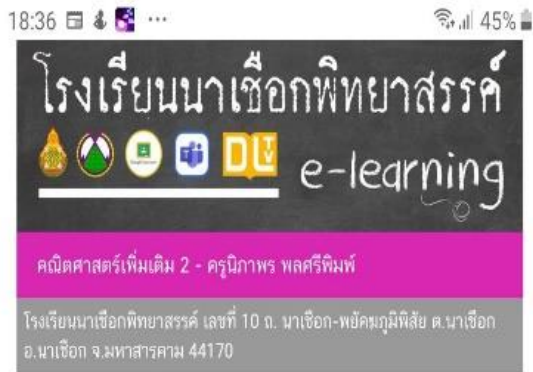 18:36 45%
โรงเรียนนาเชือกพิทยาสรรค์
DLTV
e-learning
คณิตศาสตร์เพิ่มเติม 2 - ครูนิภาพร พลศรีพิมพ์
โรงเรียนนาเชือกพิทยาสรรค์ เลขที่ 10 ถ. นาเชือก-พยัคฆภูมิพิสัย ต.นาเชือก
อ.นาเชือก จ.มหาสารคาม 44170